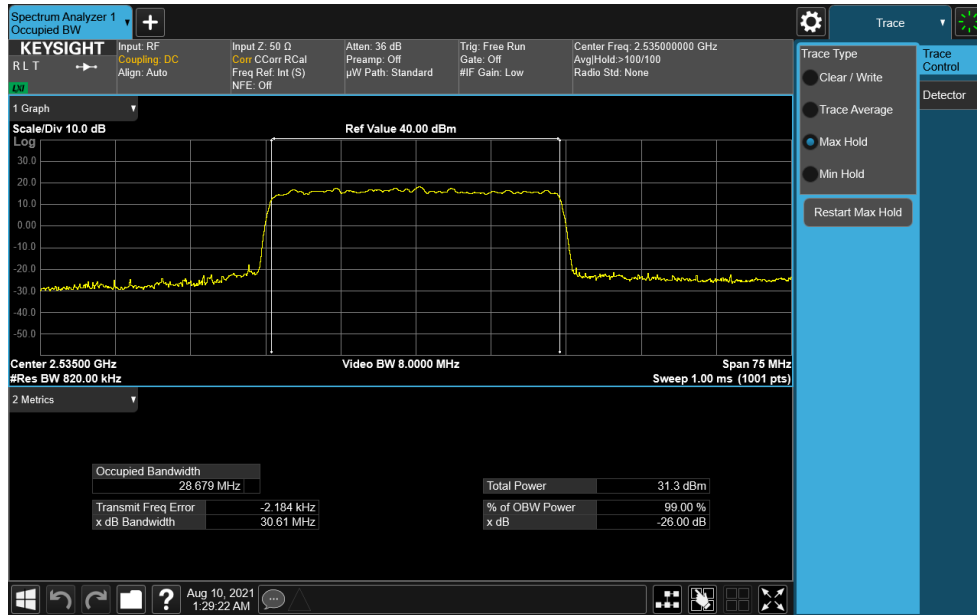 Spectrum Analyzer 1
Occupied BW
Trace
KEYSIGHT
R L T
LXI
Input: RF
Coupling: DC
Align: Auto
Input Z: 50 Ω
Corr CCorr RCal
Freq Ref: Int (S)
NFE: Off
Atten: 36 dB
Preamp: Off
µW Path: Standard
Trig: Free Run
Gate: Off
#IF Gain: Low
Center Freq: 2.535000000 GHz
Avg|Hold:>100/100
Radio Std: None
Trace Type
Clear / Write
Trace Average
Max Hold
Min Hold
Restart Max Hold
Trace
Control
Detector
1 Graph
Scale/Div 10.0 dB
Ref Value 40.00 dBm
Log
30.0
20.0
10.0
0.00
-10.0
-20.0
-30.0
-40.0
-50.0
Center 2.53500 GHz
Video BW 8.0000 MHz
Span 75 MHz
#Res BW 820.00 kHz
Sweep 1.00 ms (1001 pts)
2 Metrics
Occupied Bandwidth
28.679 MHz
Transmit Freq Error -2.184 kHz
x dB Bandwidth 30.61 MHz
Total Power 31.3 dBm
% of OBW Power 99.00 %
x dB -26.00 dB
Aug 10, 2021
1:29:22 AM